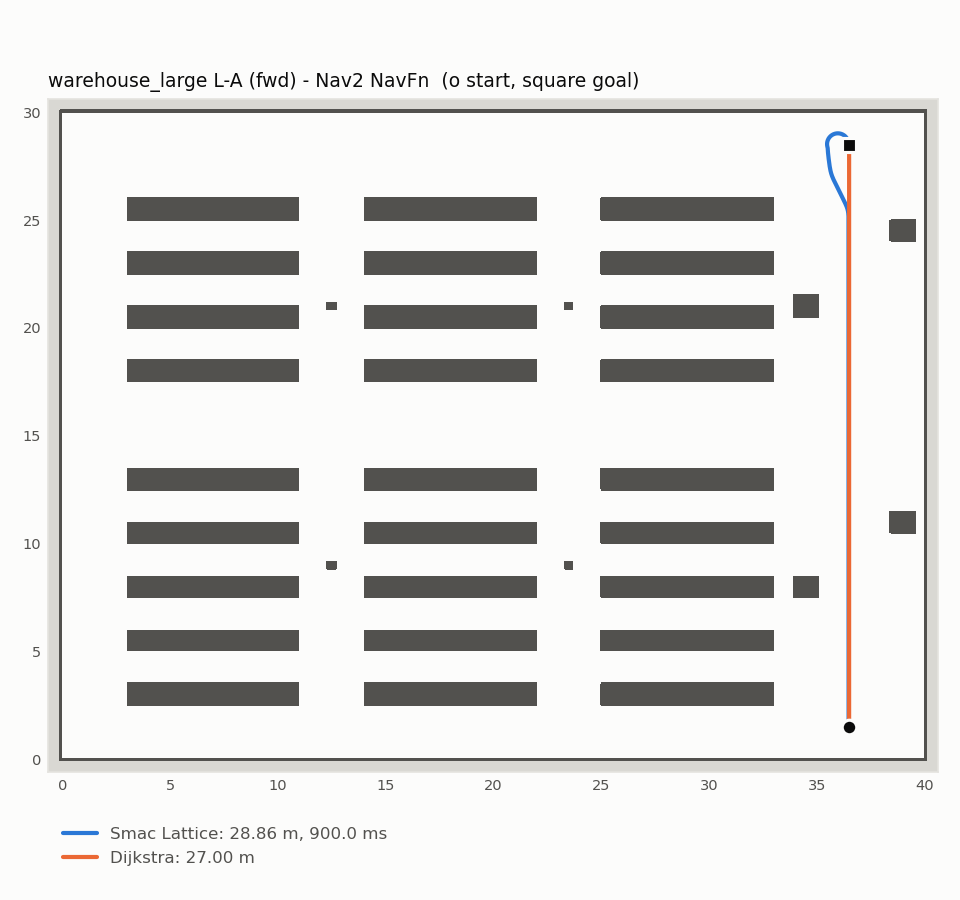 warehouse_large L-A (fwd) - Nav2 NavFn  (o start, square goal)
30
25
20
15
10
5
0
0 5 10 15 20 25 30 35 40
Smac Lattice: 28.86 m, 900.0 ms
Dijkstra: 27.00 m